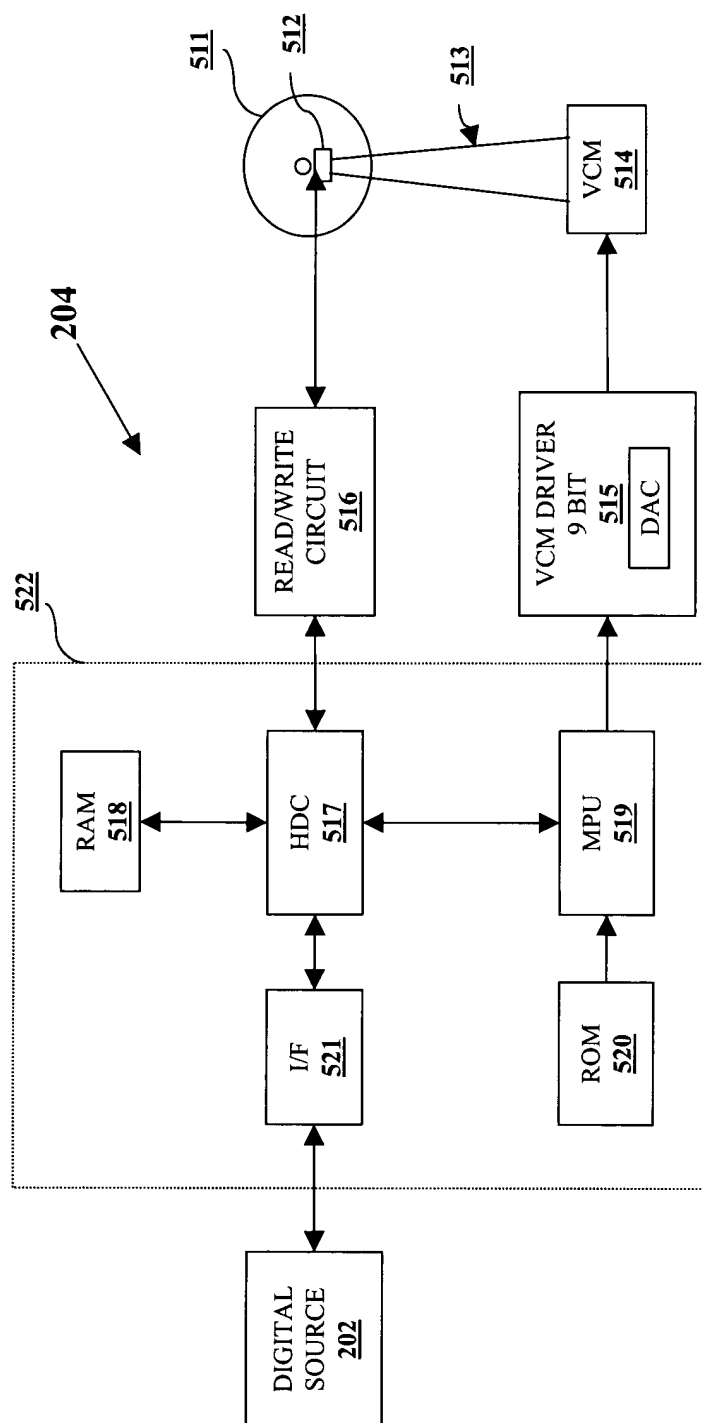 204
511
512
513
522
READ/WRITE
CIRCUIT
516
VCM
514
VCM DRIVER
9 BIT
515
DAC
RAM
518
HDC
517
MPU
519
I/F
521
ROM
520
DIGITAL
SOURCE
202